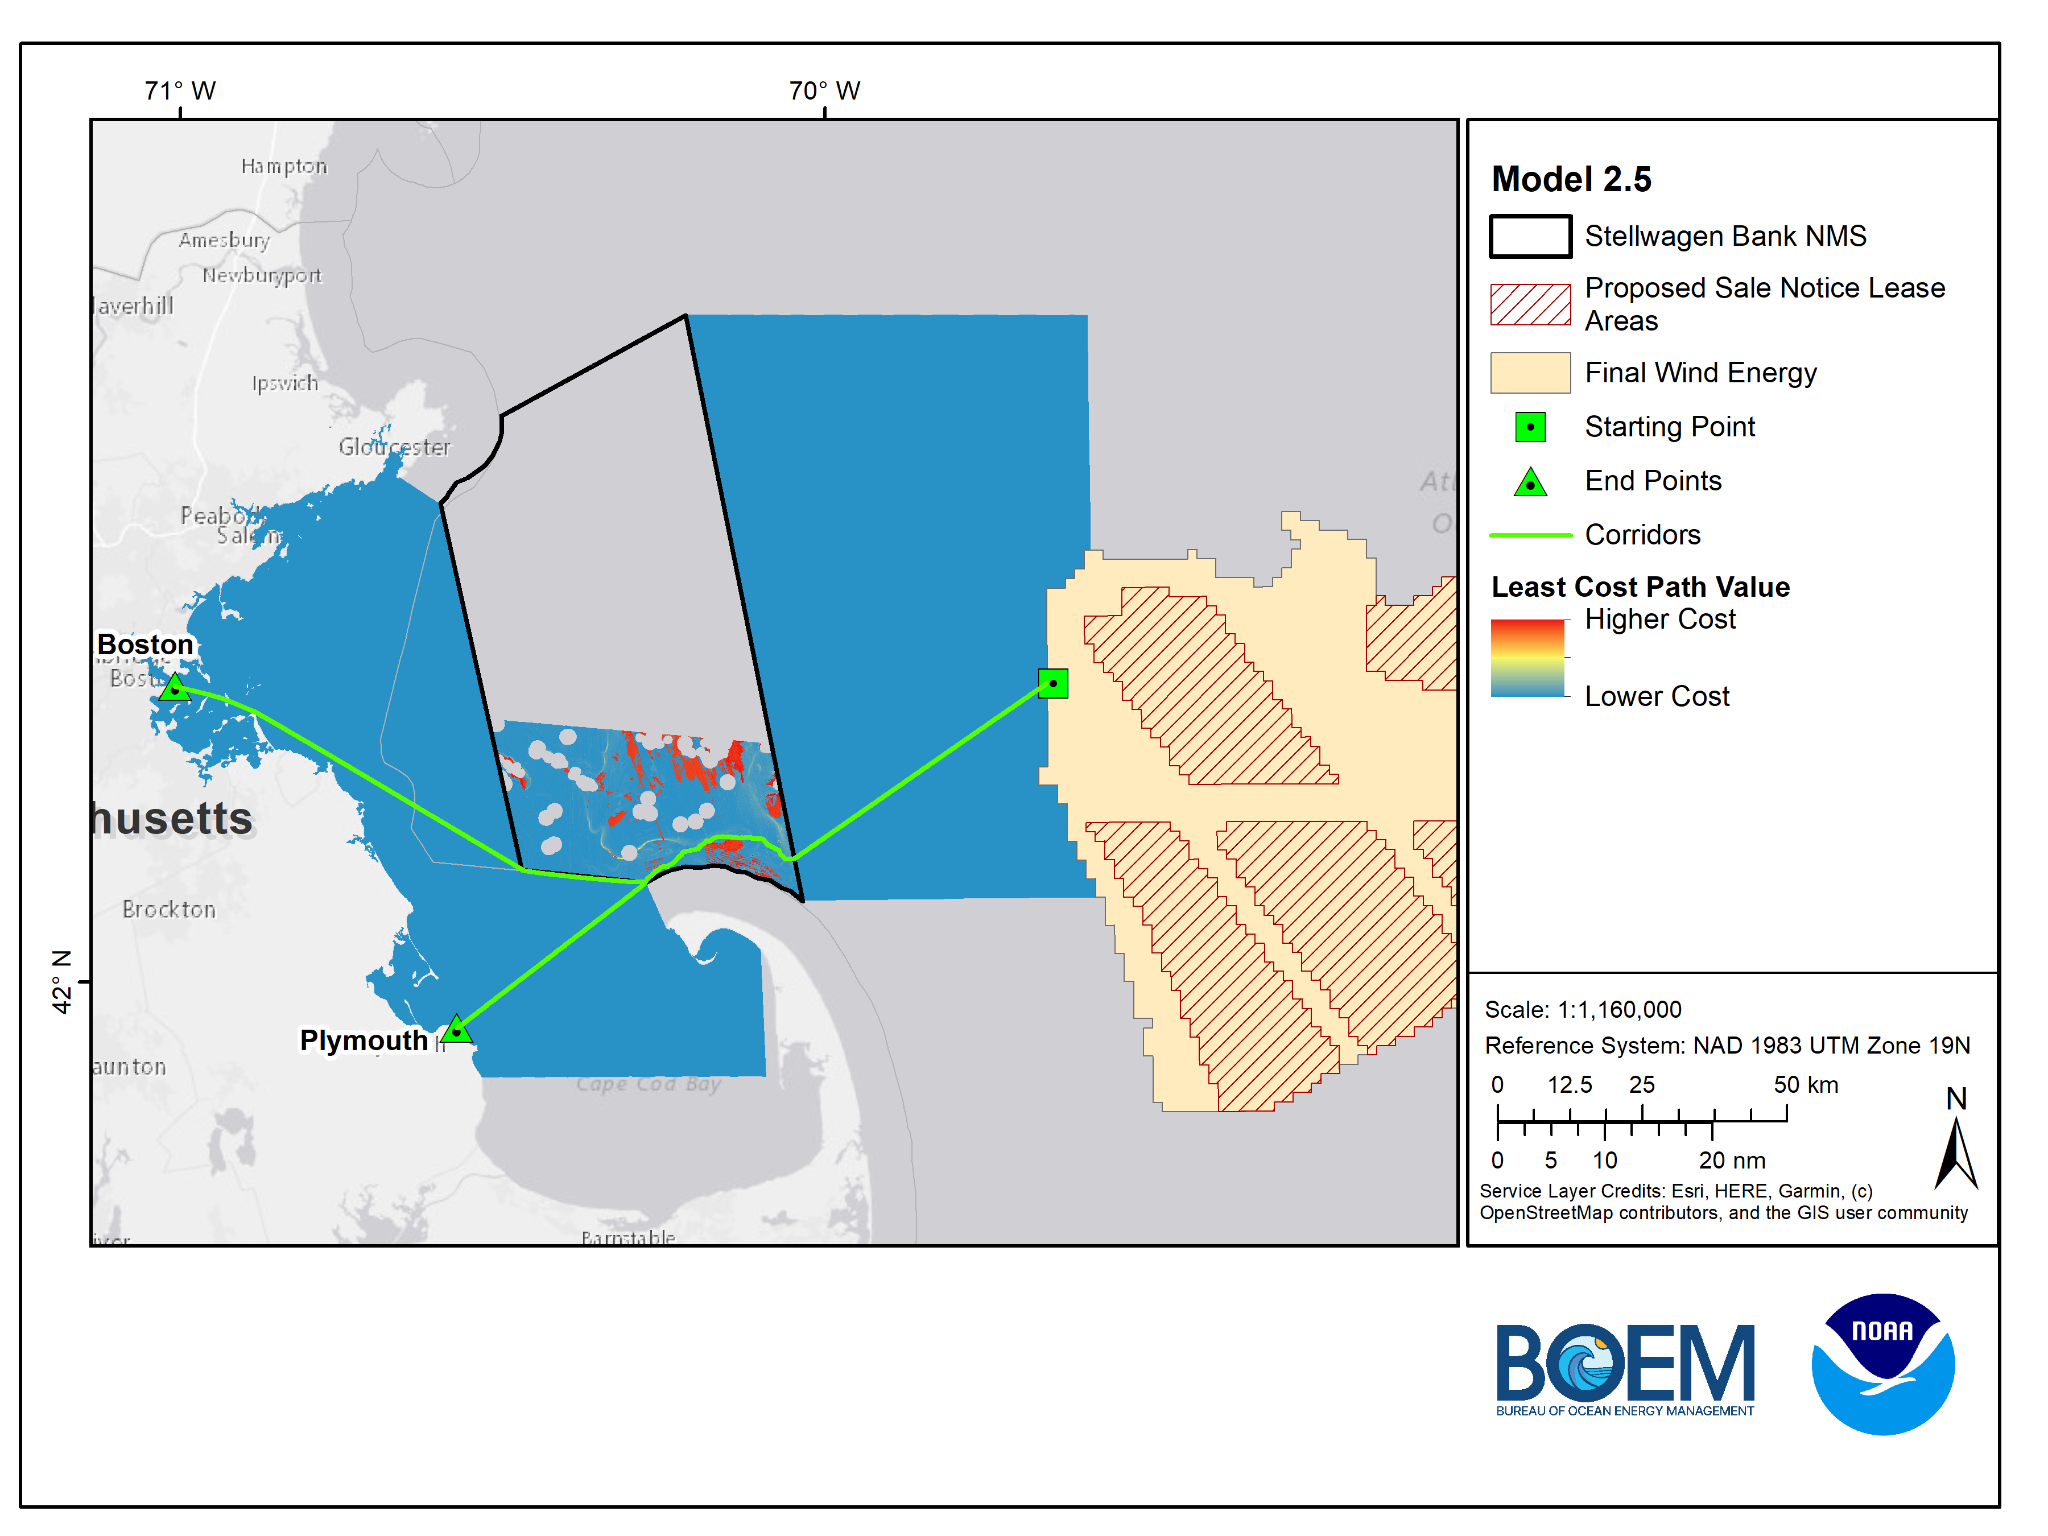 71° W
70° W
Hampton
Amesbury
Newburyport
laverhill
Ipswich
Gloucester
Atl
O
Salem
Boston
husetts
Brockton
42° N
Plymouth
aunton
Cape Cod Bay
Barnstable
Model 2.5
Stellwagen Bank NMS
Proposed Sale Notice Lease
Areas
Final Wind Energy
Starting Point
End Points
Corridors
Least Cost Path Value
Higher Cost
Lower Cost
Scale: 1:1,160,000
Reference System: NAD 1983 UTM Zone 19N
0 12.5 25 50 km
N
0 5 10 20 nm
Service Layer Credits: Esri, HERE, Garmin, (c)
OpenStreetMap contributors, and the GIS user community
BOEM
BUREAU OF OCEAN ENERGY MANAGEMENT
NOAA